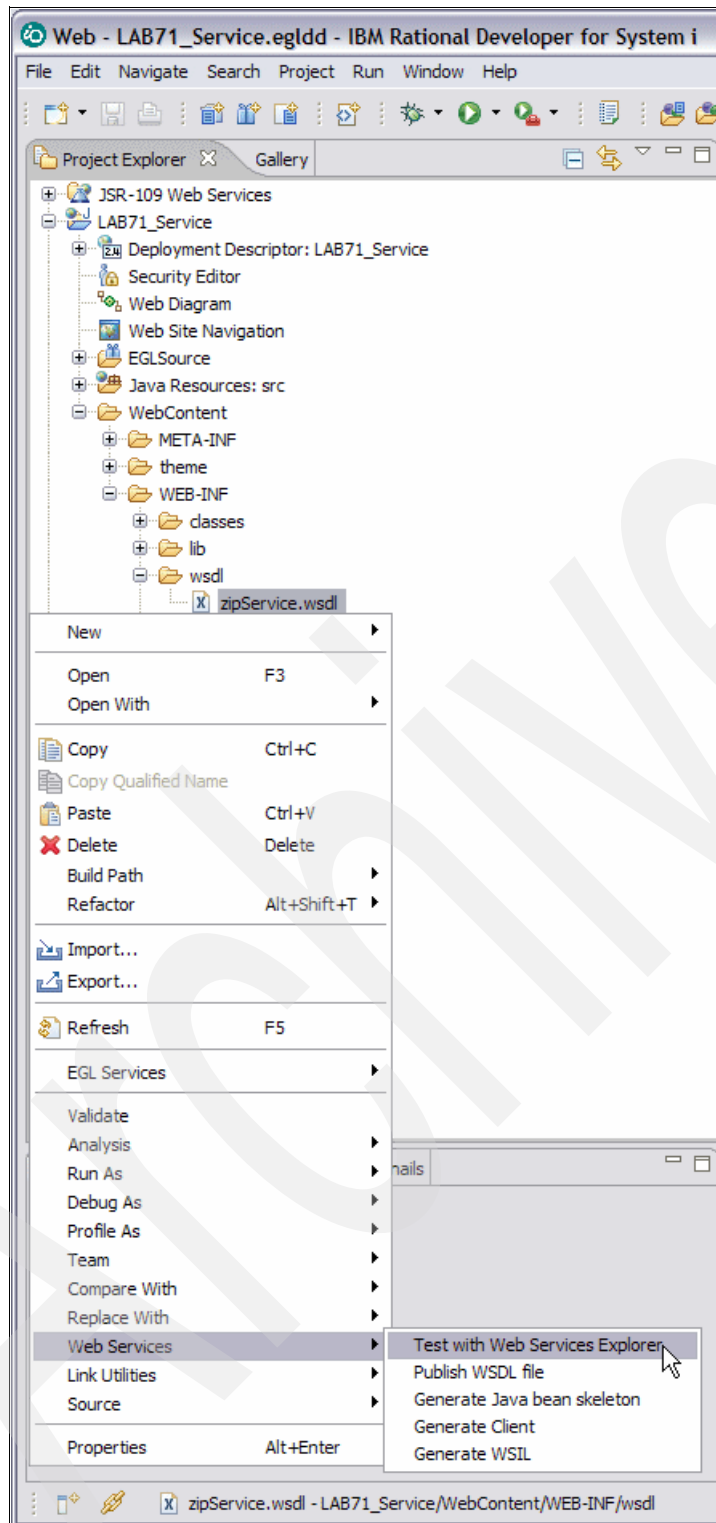 Web - LAB71_Service.egldd - IBM Rational Developer for System i
File Edit Navigate Search Project Run Window Help
Project Explorer Gallery
JSR-109 Web Services
LAB71_Service
2.4 Deployment Descriptor: LAB71_Service
Security Editor
Web Diagram
Web Site Navigation
EGLSource
Java Resources: src
WebContent
META-INF
theme
WEB-INF
classes
lib
wsdl
X zipService.wsdl
New
Open F3
Open With
Copy Ctrl+C
Copy Qualified Name
Paste Ctrl+V
Delete Delete
Build Path
Refactor Alt+Shift+T
Import...
Export...
Refresh F5
EGL Services
Validate
Analysis
Run As
Debug As
Profile As
Team
Compare With
Replace With
Web Services
Link Utilities
Source
Properties Alt+Enter
Test with Web Services Explorer
Publish WSDL file
Generate Java bean skeleton
Generate Client
Generate WSIL
X zipService.wsdl - LAB71_Service/WebContent/WEB-INF/wsdl